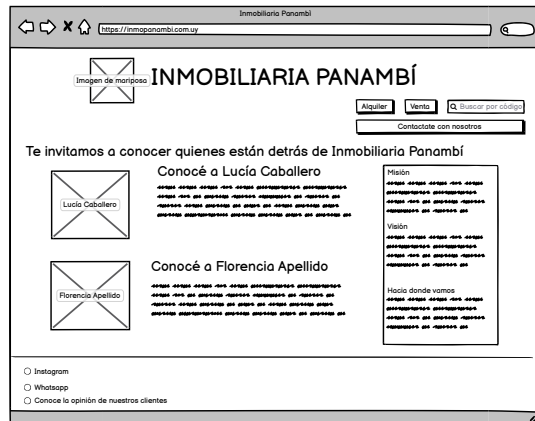 Inmobiliaria Panambí
https://inmopanambi.com.uy
Imagen de mariposa
INMOBILIARIA PANAMBÍ
Alquiler
Venta
Buscar por código
Contactate con nosotros
Te invitamos a conocer quienes están detrás de Inmobiliaria Panambí
Conocé a Lucía Caballero
Lucía Caballero
Conocé a Florencia Apellido
Florencia Apellido
Misión
Visión
Hacia donde vamos
Instagram
Whatsapp
Conoce la opinión de nuestros clientes